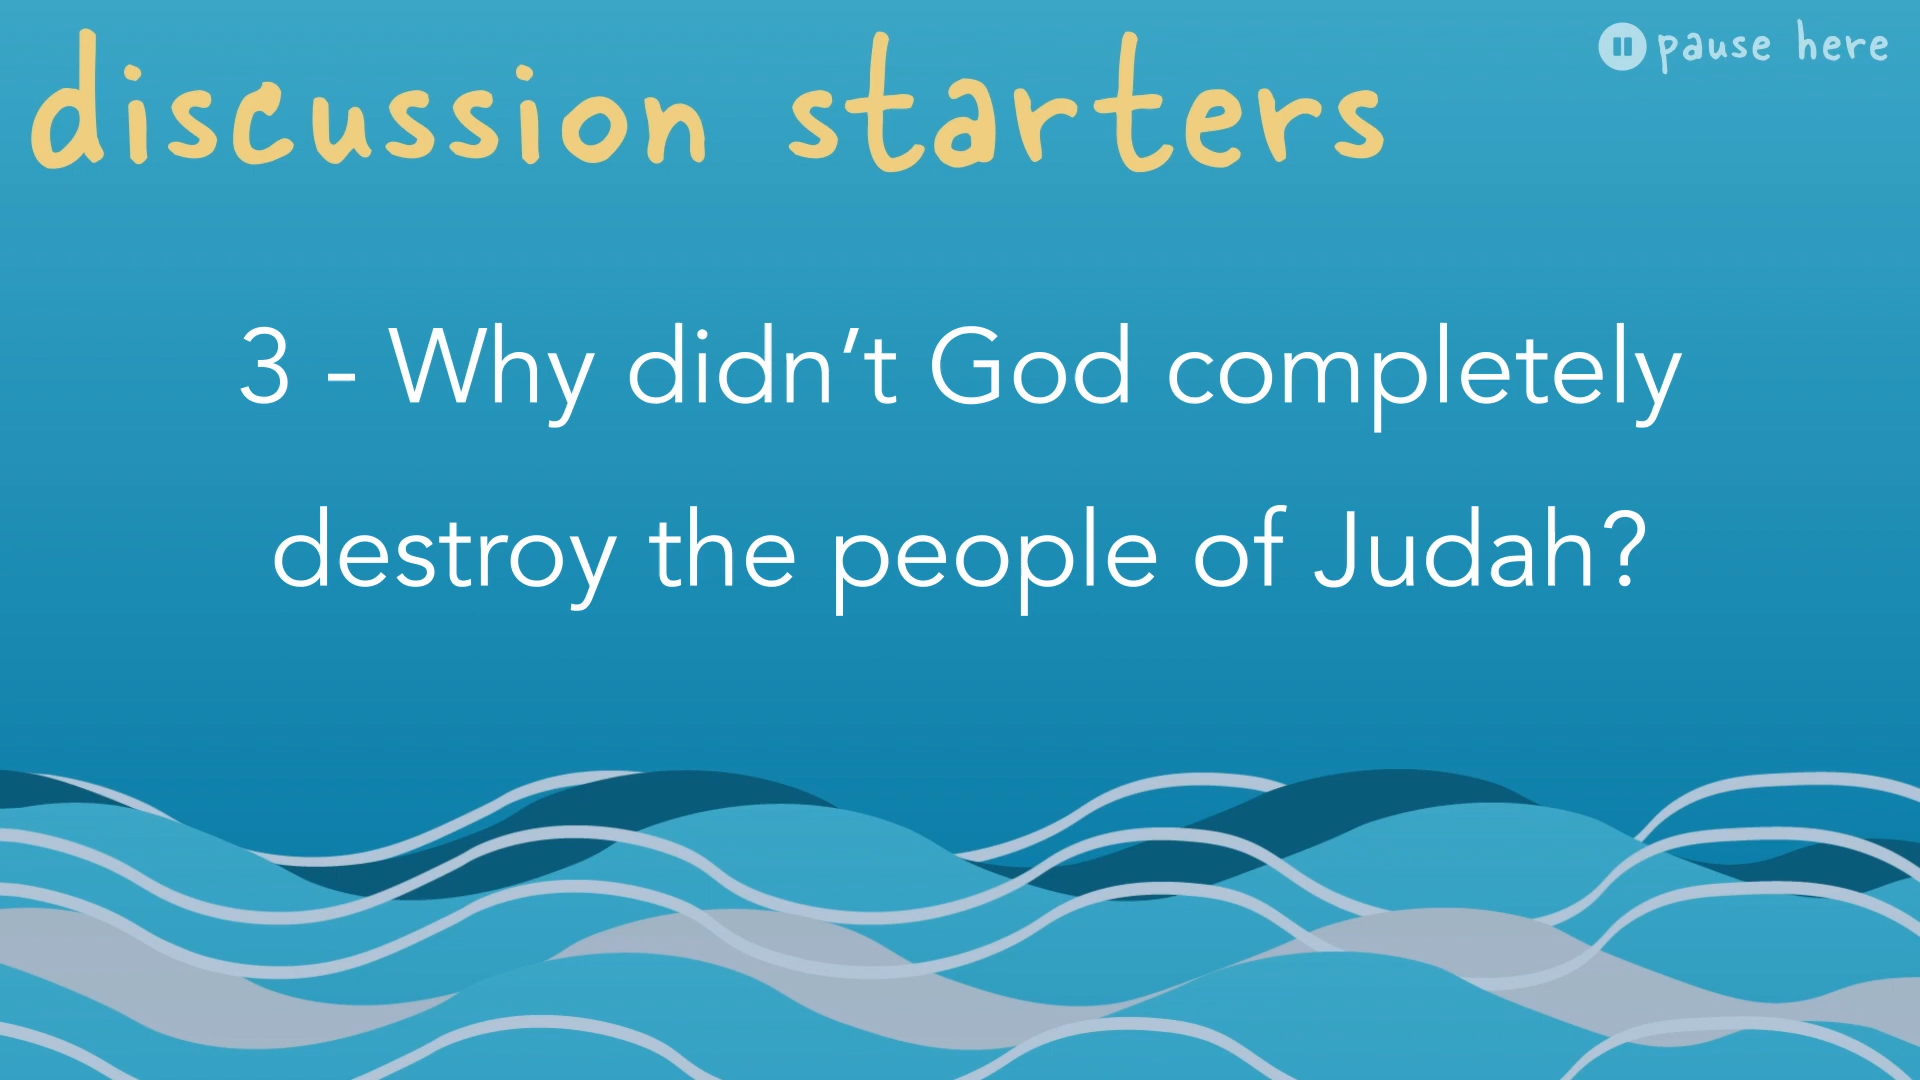 discussion starters
pause here
3 - Why didn’t God completely
destroy the people of Judah?